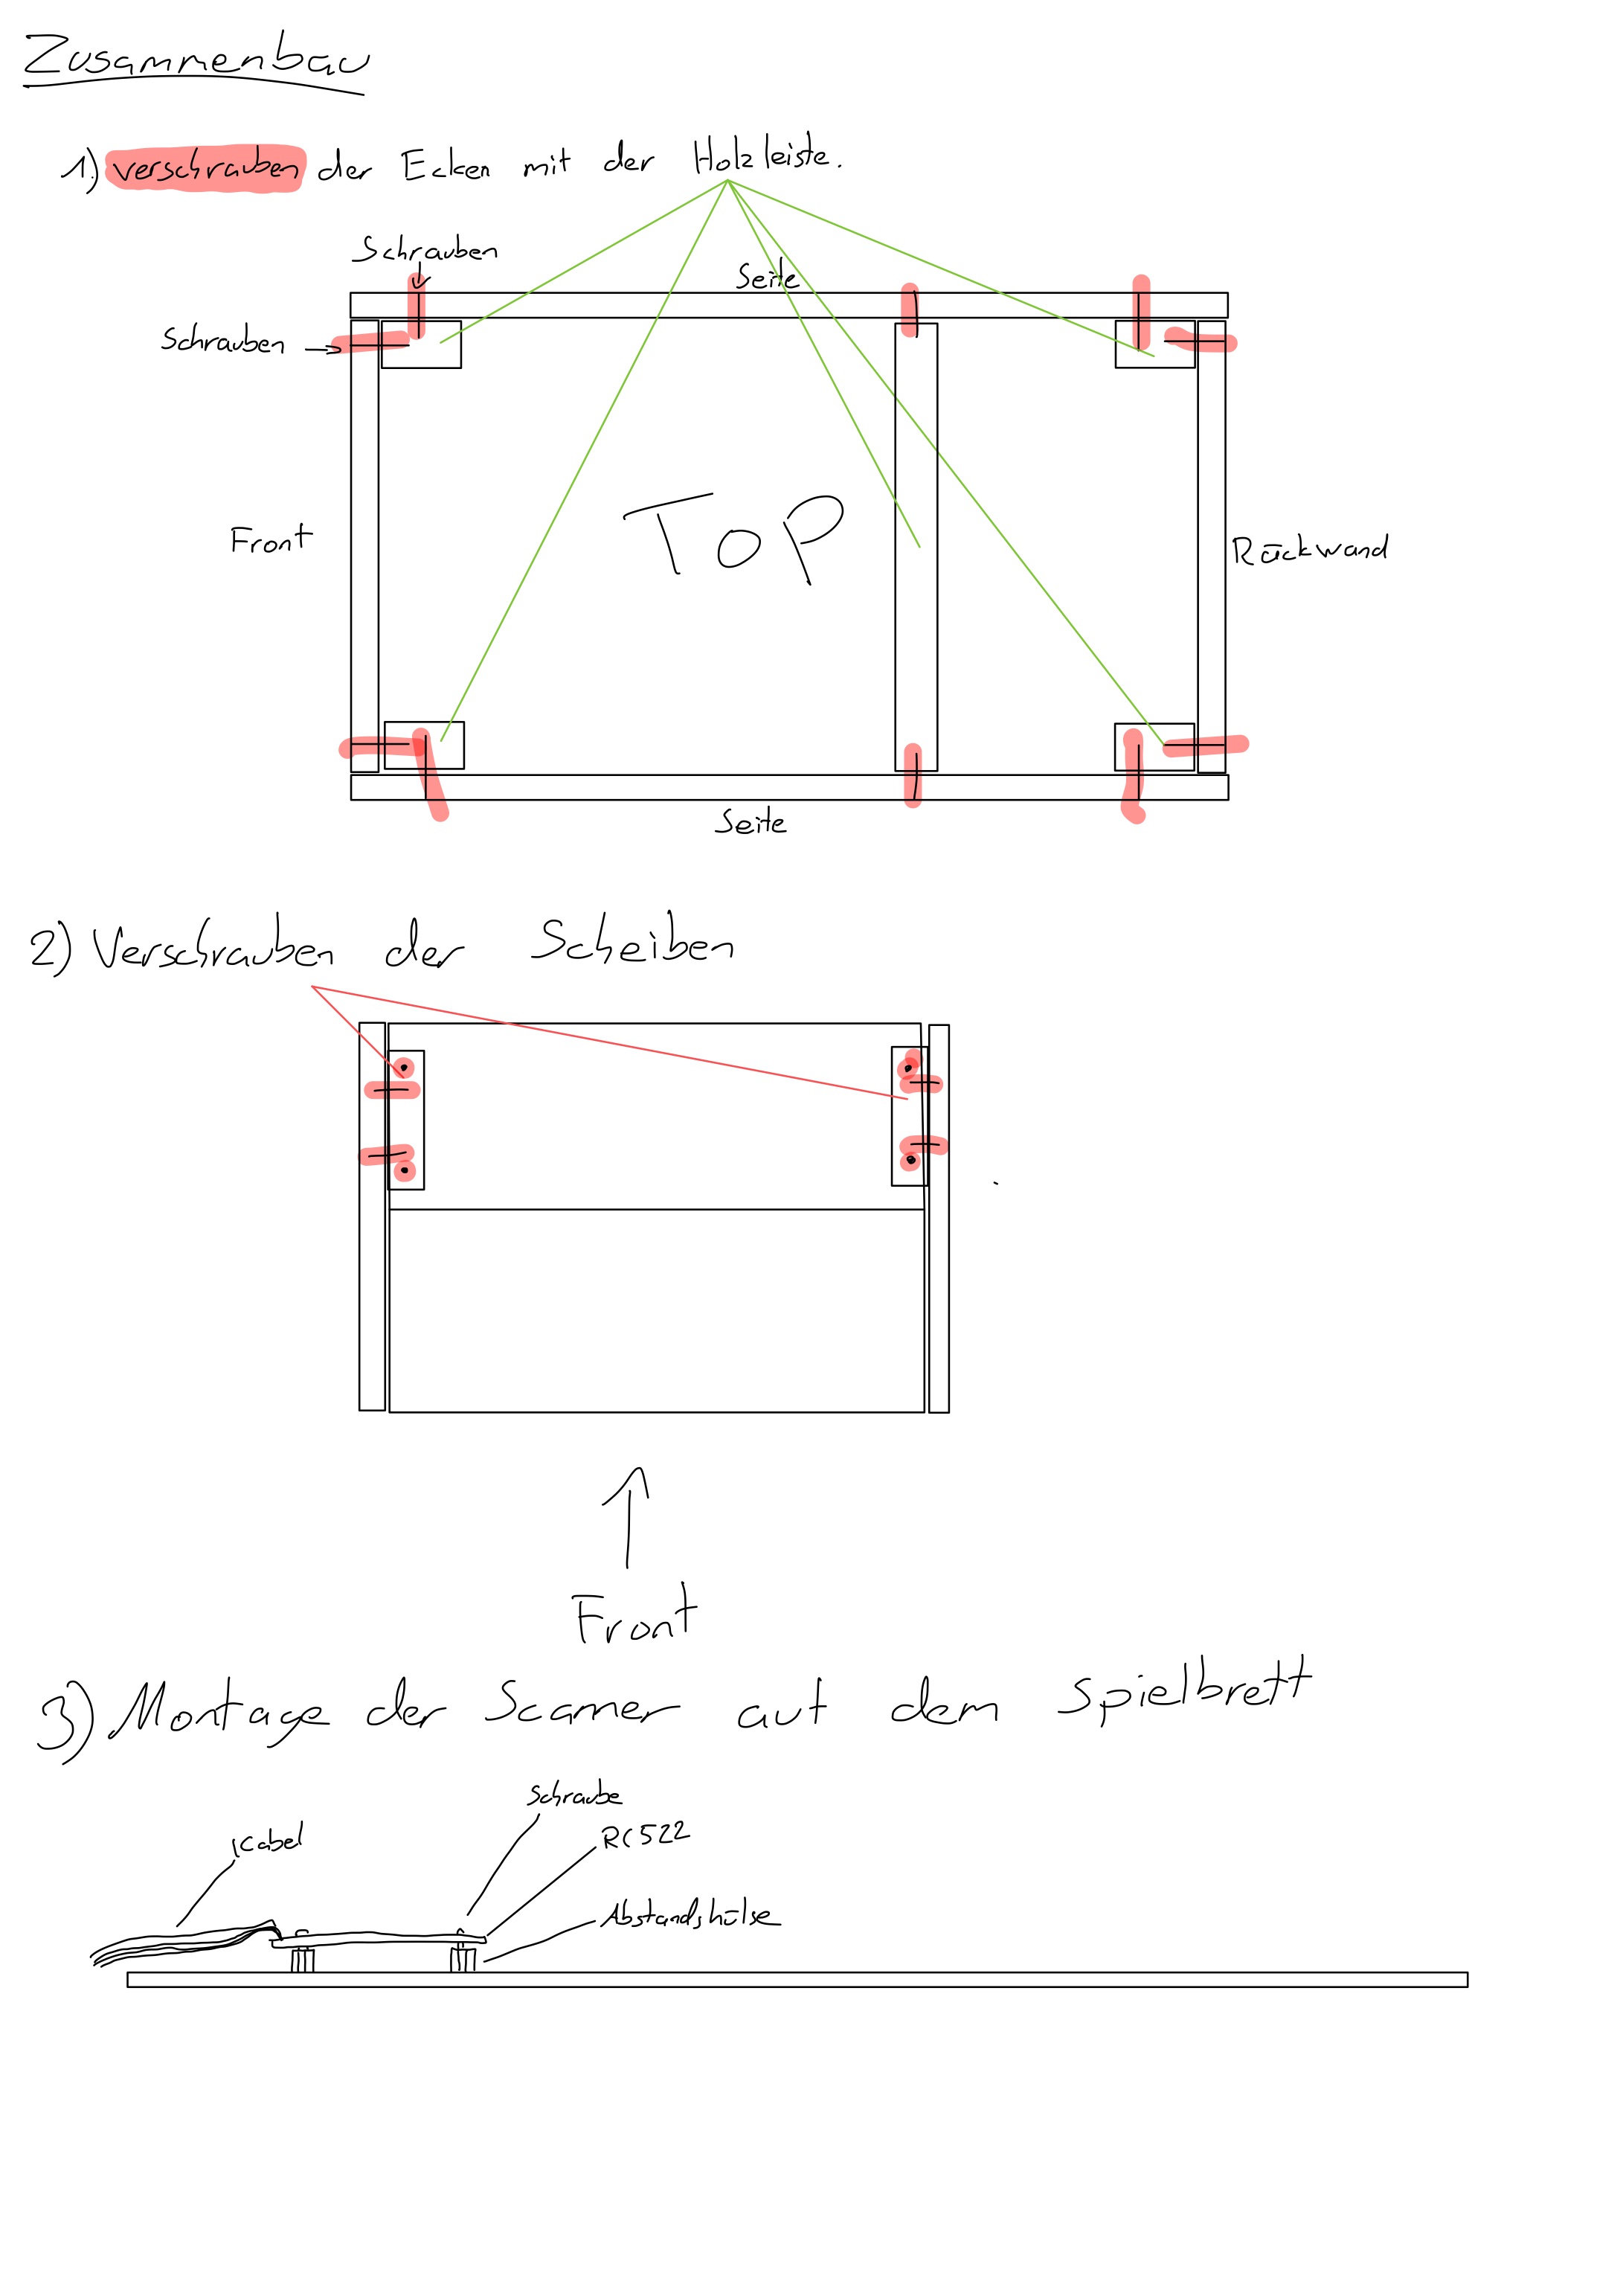 Zusammenbau
1) verschrauben der Ecken mit der Holzleiste.
Schrauben
Seite
Schrauben
Front
TOP
Rückwand
Seite
2) Verschrauben der Scheiben
Front
3) Montage der Scanner auf dem Spielbrett
Schraube
Kabel
RC522
Abstandshülse